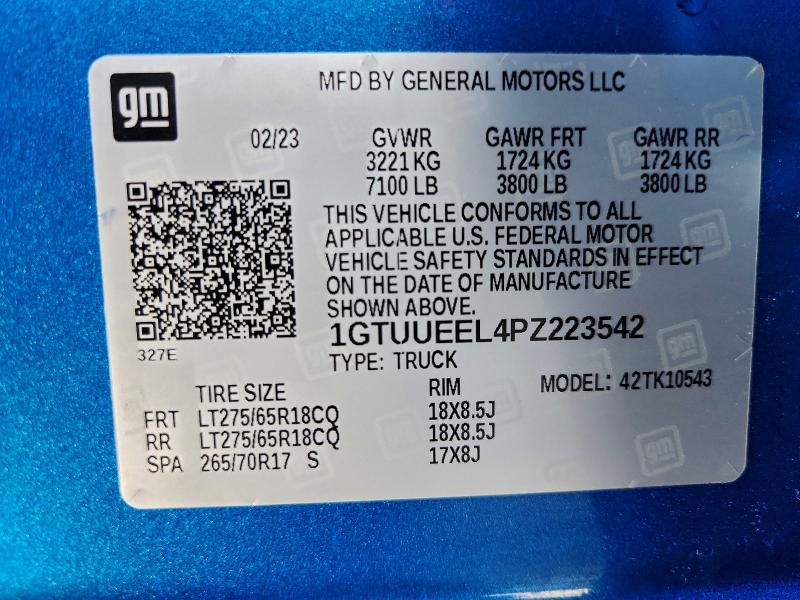 gm
MFD BY GENERAL MOTORS LLC
02/23 GVWR GAWR FRT GAWR RR
3221 KG 1724 KG 1724 KG
7100 LB 3800 LB 3800 LB
THIS VEHICLE CONFORMS TO ALL
APPLICABLE U.S. FEDERAL MOTOR
VEHICLE SAFETY STANDARDS IN EFFECT
ON THE DATE OF MANUFACTURE
SHOWN ABOVE.
1GTUUEEL4PZ223542
327E
TYPE: TRUCK
TIRE SIZE RIM MODEL: 42TK10543
FRT LT275/65R18CQ 18X8.5J
RR LT275/65R18CQ 18X8.5J
SPA 265/70R17 S 17X8J